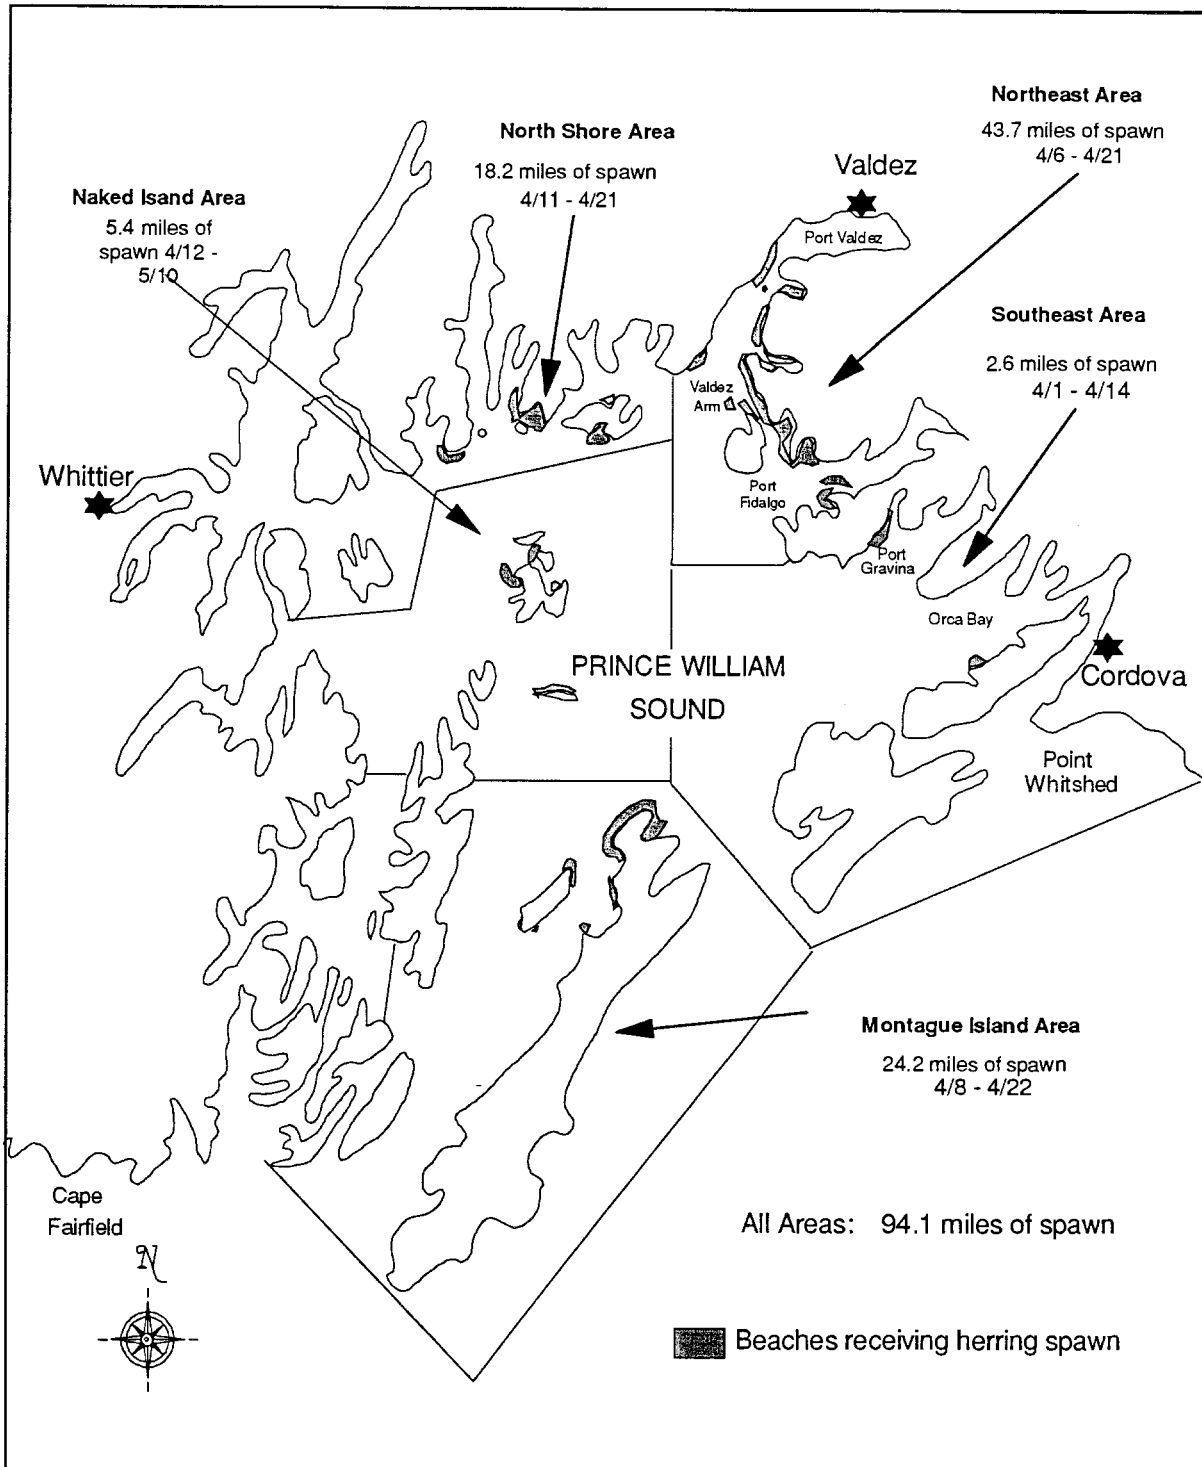 Northeast Area
43.7 miles of spawn
4/6 - 4/21
North Shore Area
18.2 miles of spawn
4/11 - 4/21
Valdez
Naked Isand Area
5.4 miles of
spawn 4/12 -
5/10
Port Valdez
Southeast Area
2.6 miles of spawn
4/1 - 4/14
Valdez
Arm
Whittier
Port
Fidalgo
Port
Gravina
Orca Bay
PRINCE WILLIAM
SOUND
Cordova
Point
Whitshed
Montague Island Area
24.2 miles of spawn
4/8 - 4/22
Cape
Fairfield
All Areas: 94.1 miles of spawn
N
Beaches receiving herring spawn